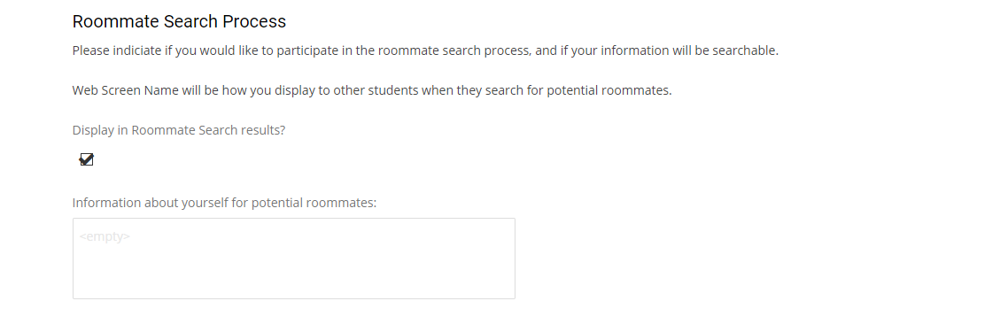 Roommate Search Process
Please indiciate if you would like to participate in the roommate search process, and if your information will be searchable.
Web Screen Name will be how you display to other students when they search for potential roommates.
Display in Roommate Search results?
Information about yourself for potential roommates:
<empty>